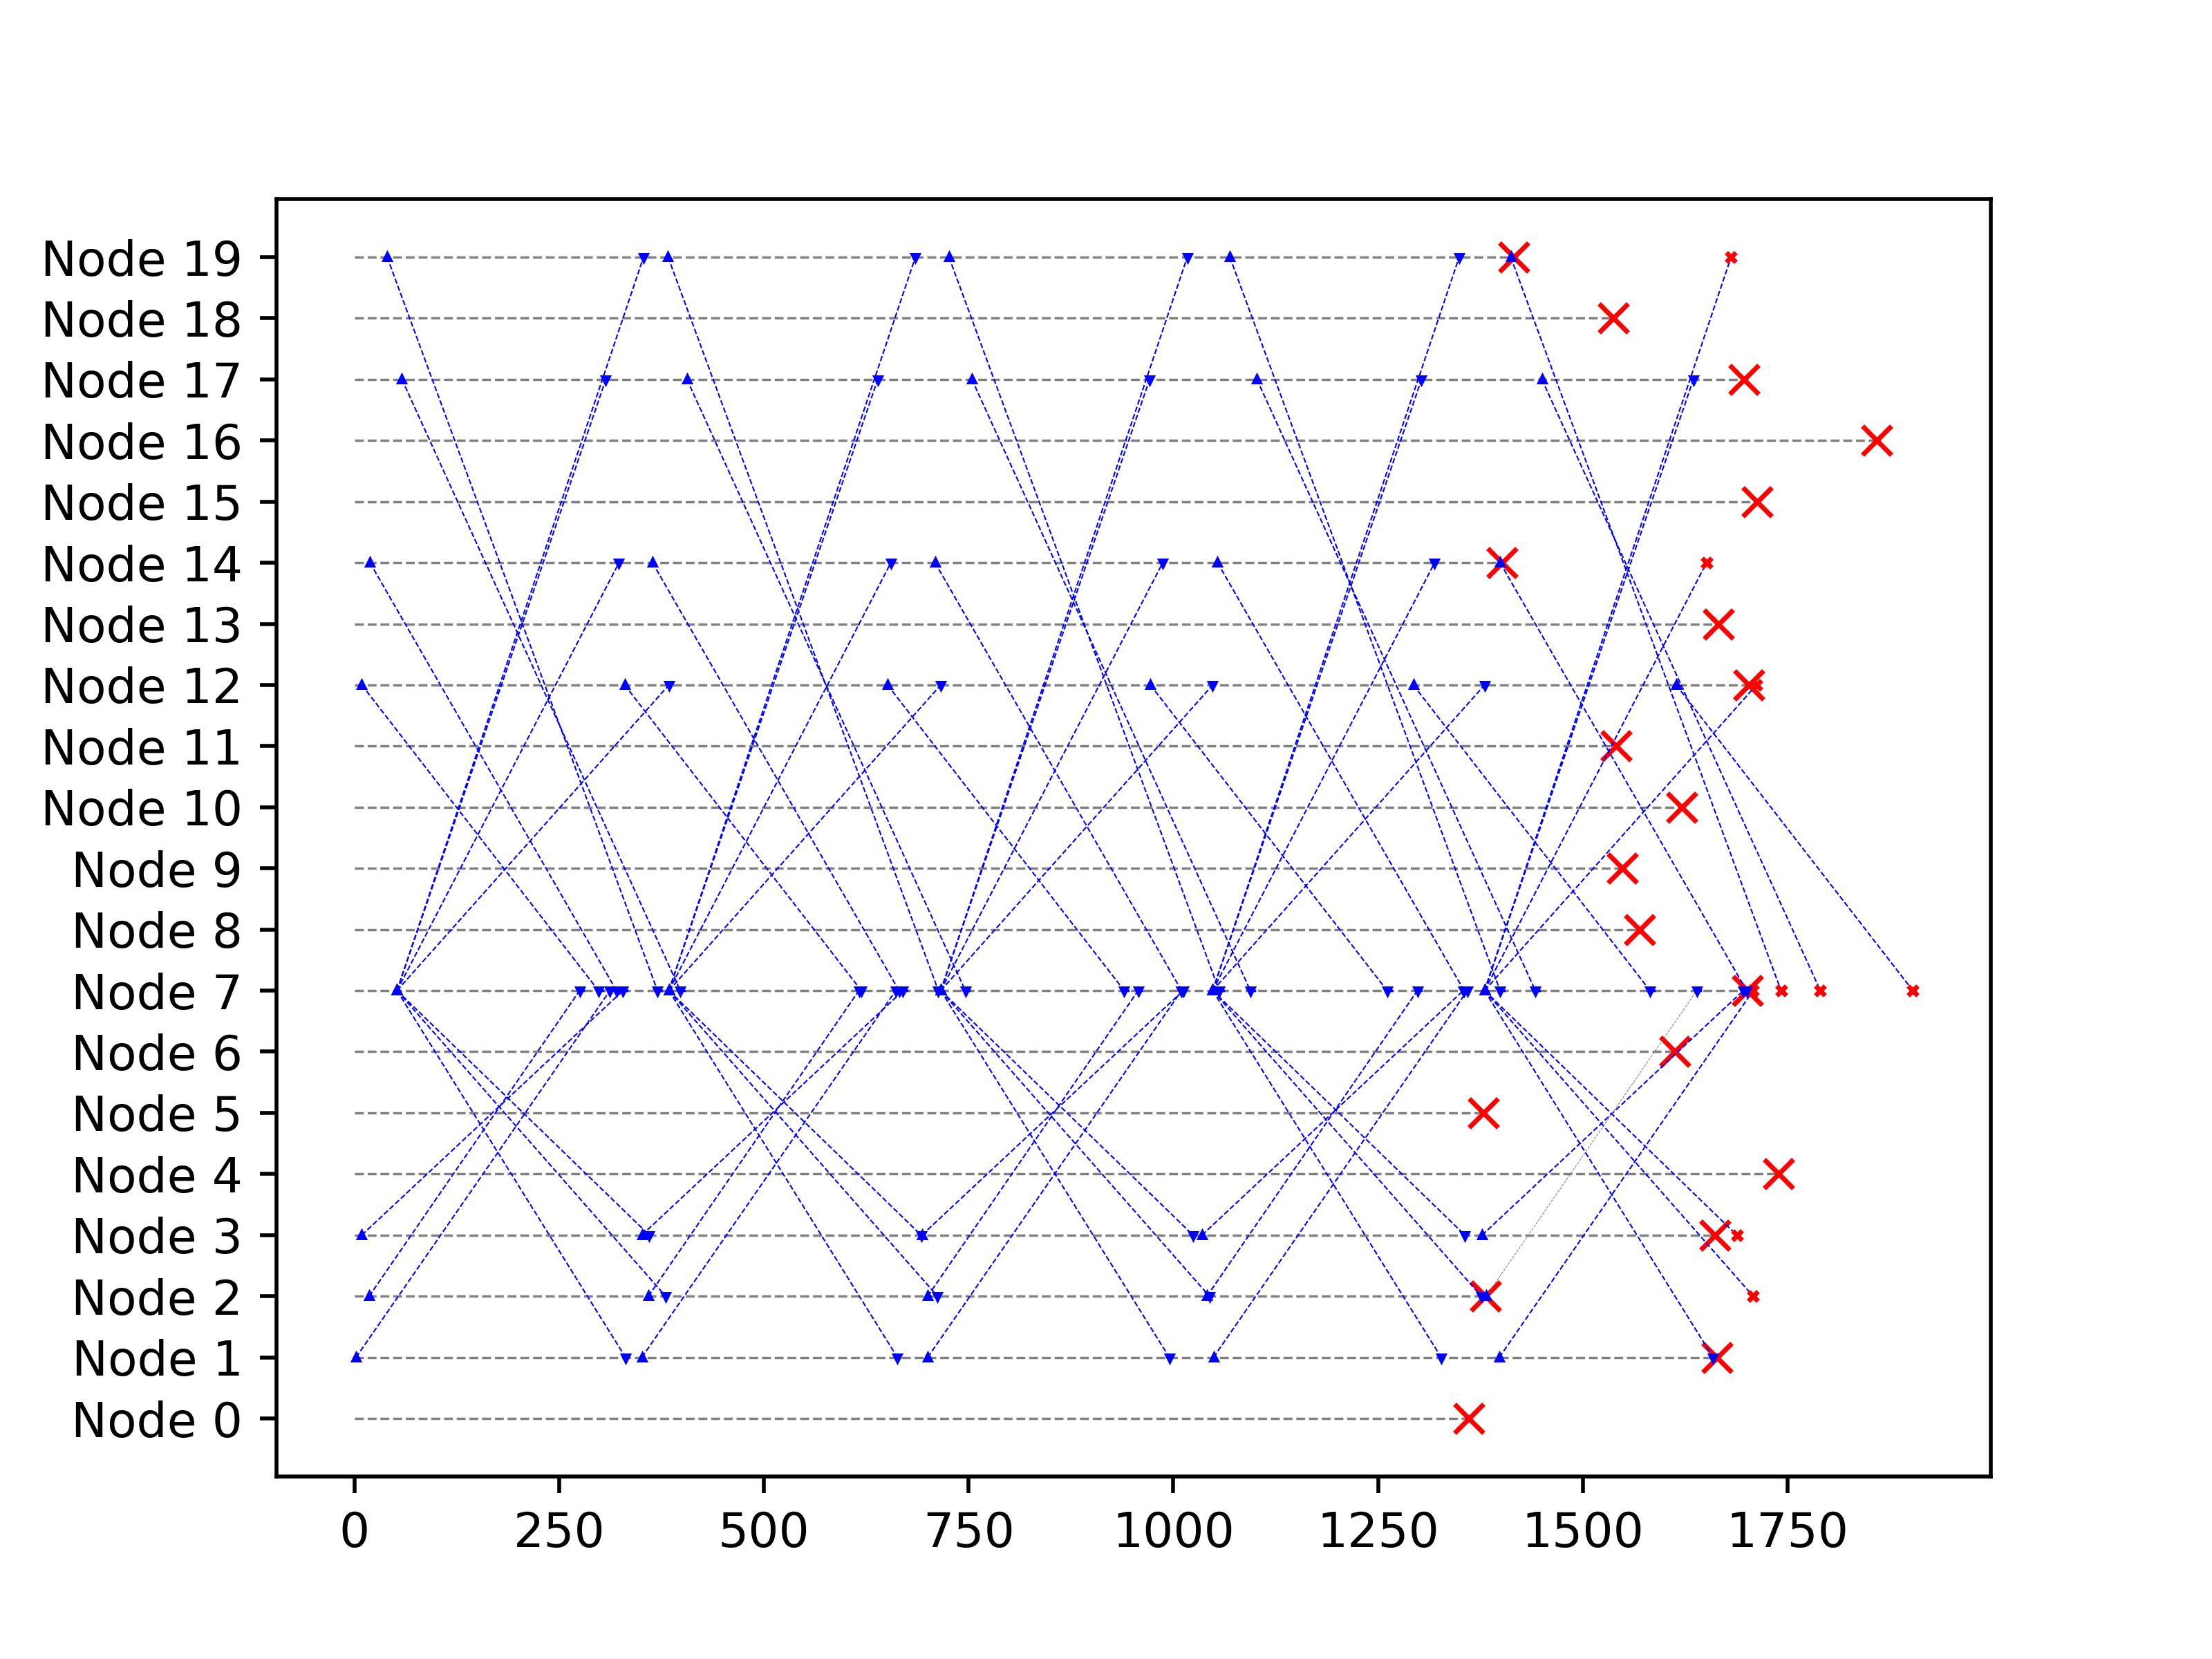 Node 19
Node 18
Node 17
Node 16
Node 15
Node 14
Node 13
Node 12
Node 11
Node 10
Node 9
Node 8
Node 7
Node 6
Node 5
Node 4
Node 3
Node 2
Node 1
Node 0
0 250 500 750 1000 1250 1500 1750